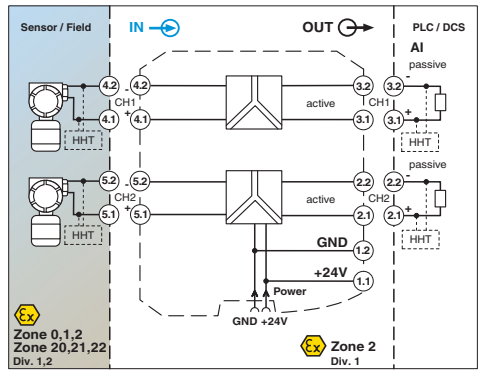 Sensor / Field
IN
OUT
PLC / DCS
AI
passive
4.2 4.2 3.2 3.2
- -
CH1 active CH1
+ +
4.1 4.1 3.1 3.1
HHT HHT
passive
5.2 5.2 2.2 2.2
- -
CH2 active CH2
+ +
5.1 5.1 2.1 2.1
HHT HHT
GND 1.2
+24V 1.1
Power
GND +24V
Ex
Zone 0,1,2
Zone 20,21,22
Div. 1,2
Ex Zone 2
Div. 1